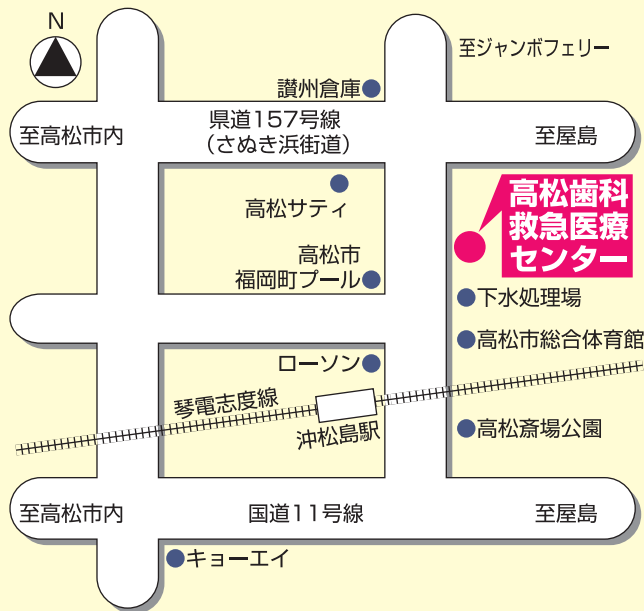 N
至ジャンボフェリー
讃州倉庫
県道157号線
（さぬき浜街道）
至高松市内
至屋島
高松サティ
高松歯科
救急医療
センター
高松市
福岡町プール
下水処理場
高松市総合体育館
ローソン
琴電志度線
沖松島駅
高松斎場公園
至高松市内
国道11号線
至屋島
キョーエイ